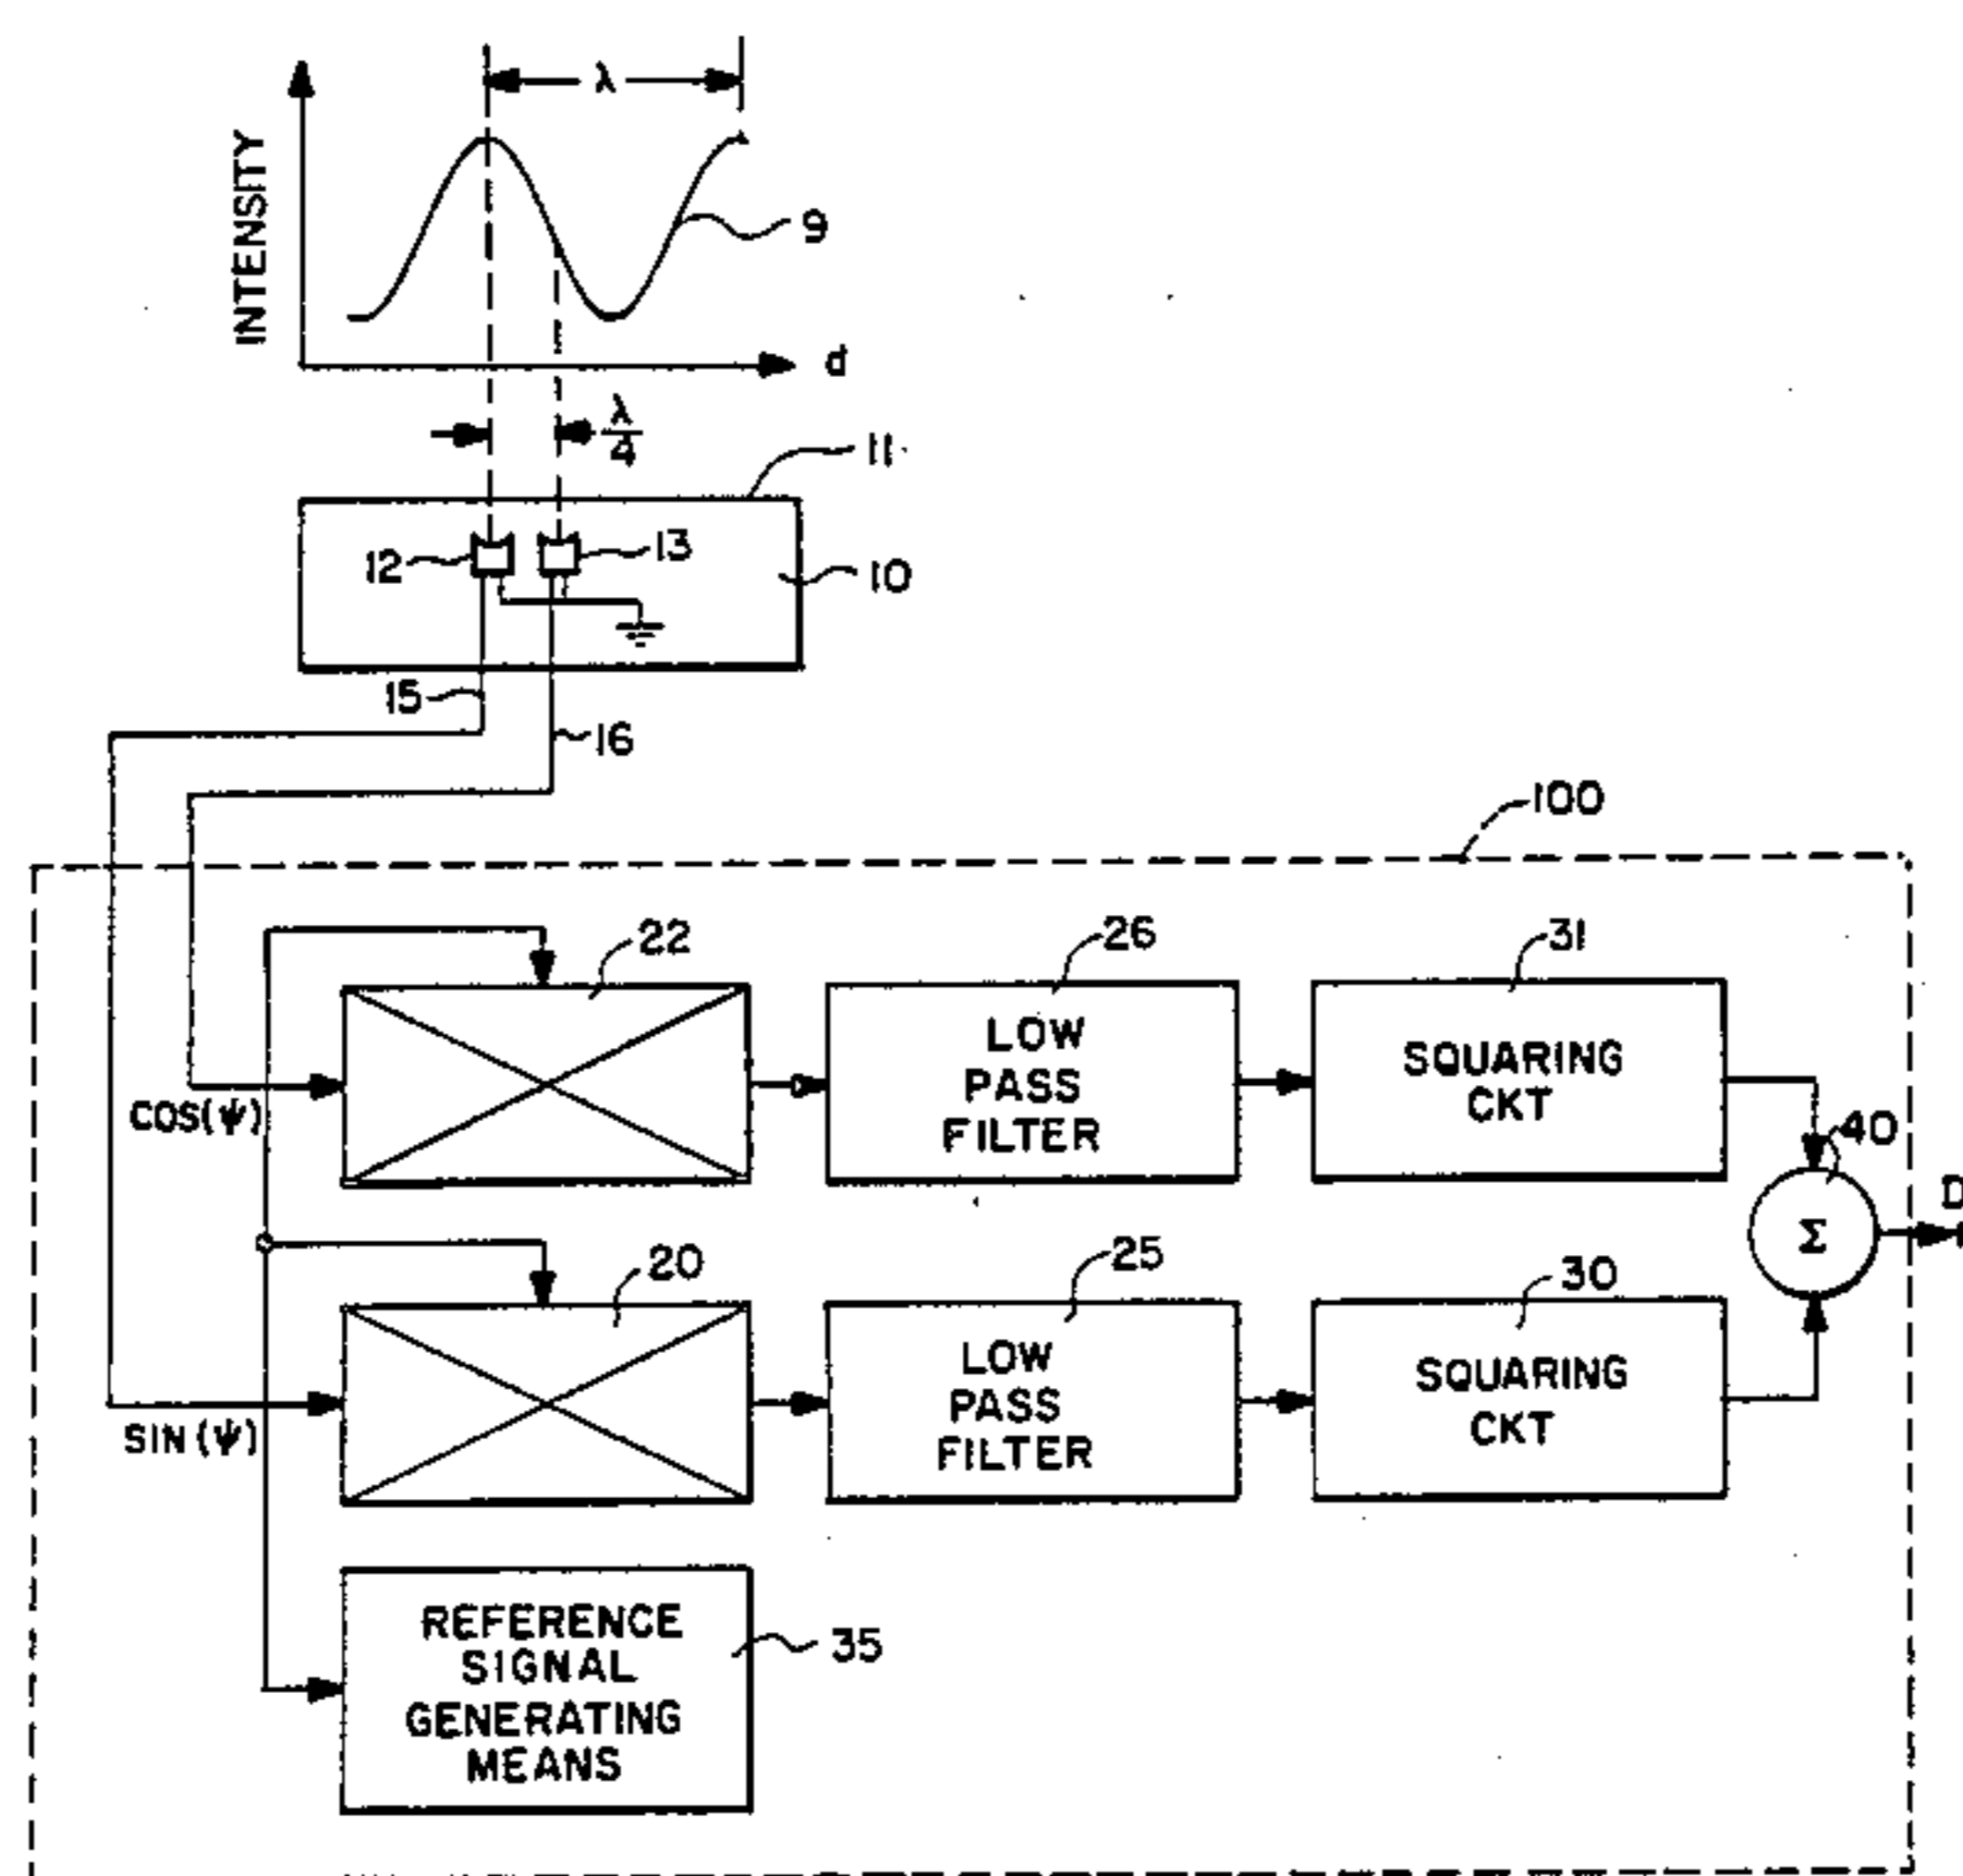 λ
INTENSITY
9
d
λ
4
11
12
13
10
15
16
100
22
26
31
COS(ψ)
LOW
PASS
FILTER
SQUARING
CKT
40
Σ
D
20
25
30
SIN(ψ)
LOW
PASS
FILTER
SQUARING
CKT
REFERENCE
SIGNAL
GENERATING
MEANS
35